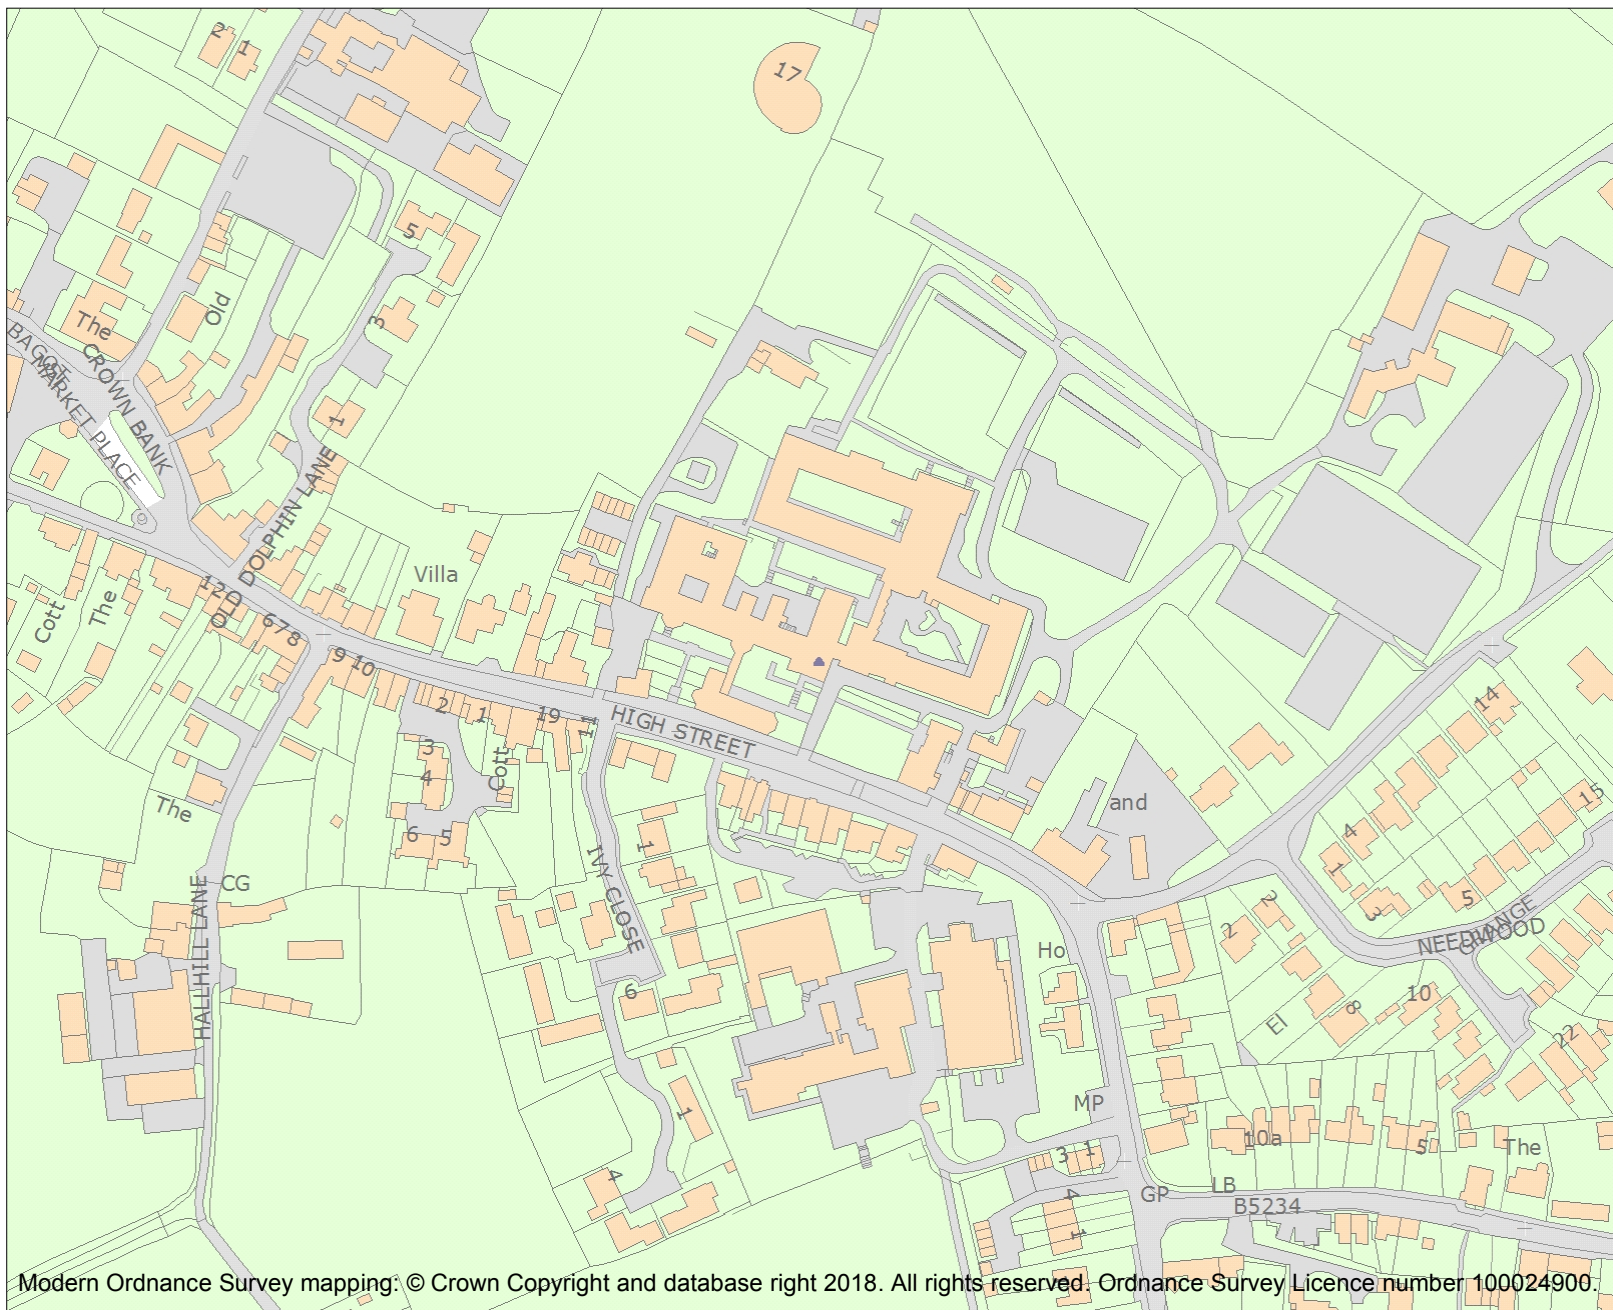 2
1
17
5
Old
3
The
BAGOT
CROWN BANK
MARKET PLACE
1
OLD DOLPHIN LANE
Villa
12D
678
Cott
The
9
10
2
1
19
11
HIGH STREET
14
3
4
Cott
6
5
The
and
15
4
1
1
IVY CLOSE
CG
5
3
2
2
HALLHILL LANE
NEEDWOOD
GRANGE
Ho
6
10
8
El
22
1
MP
10a
5
The
3
1
4
4
GP
LB
B5234
1
Modern Ordnance Survey mapping: © Crown Copyright and database right 2018. All rights reserved. Ordnance Survey Licence number 100024900.